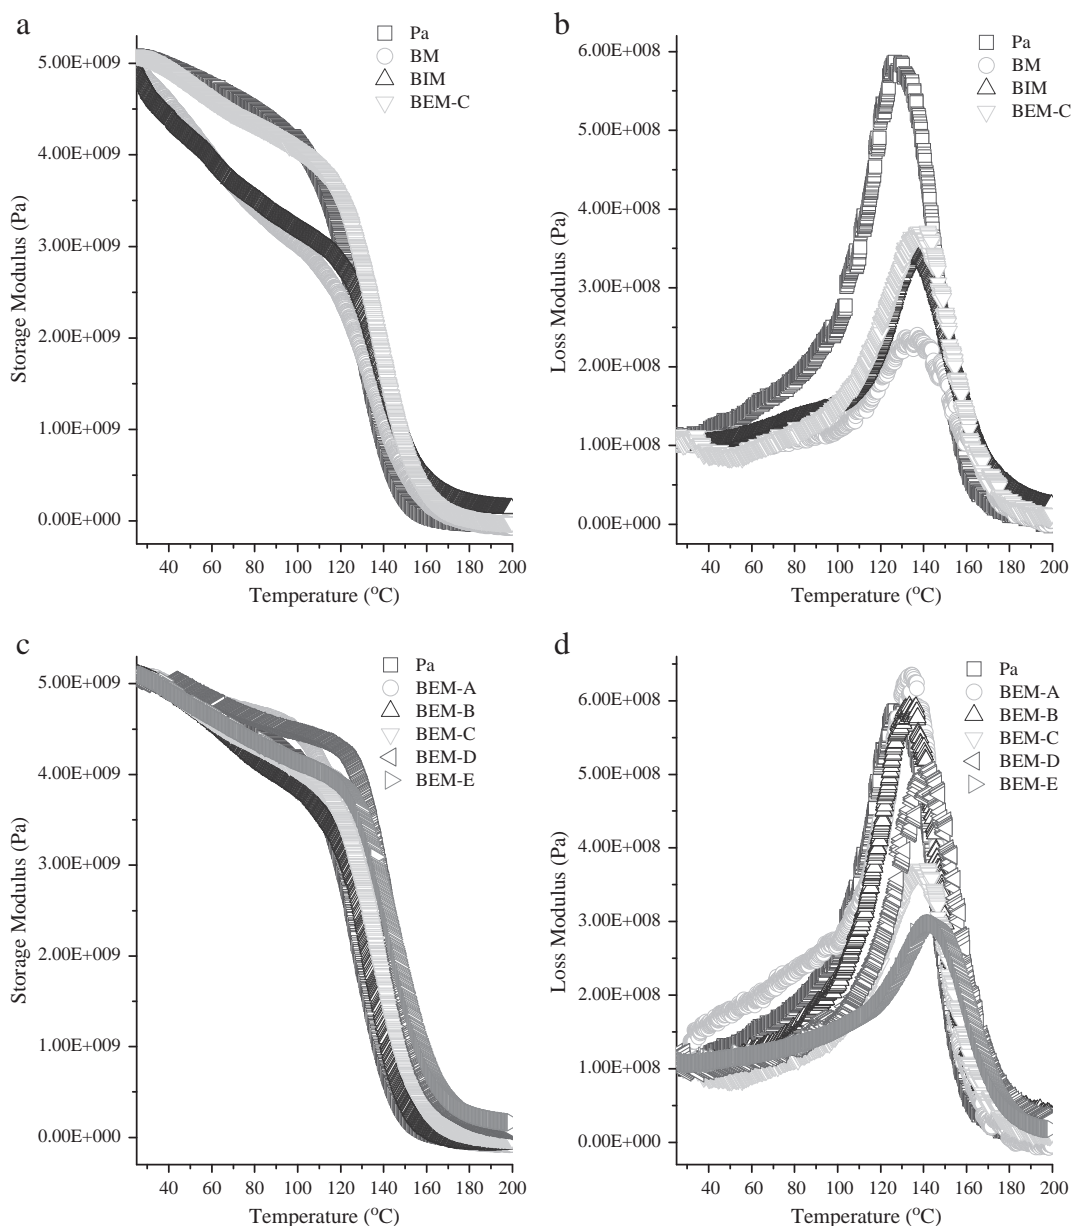 a
Pa
BM
BIM
BEM-C
5.00E+009
4.00E+009
3.00E+009
2.00E+009
1.00E+009
0.00E+000
Storage Modulus (Pa)
40 60 80 100 120 140 160 180 200
Temperature (°C)
b
Pa
BM
BIM
BEM-C
6.00E+008
5.00E+008
4.00E+008
3.00E+008
2.00E+008
1.00E+008
0.00E+000
Loss Modulus (Pa)
40 60 80 100 120 140 160 180 200
Temperature (°C)
c
Pa
BEM-A
BEM-B
BEM-C
BEM-D
BEM-E
5.00E+009
4.00E+009
3.00E+009
2.00E+009
1.00E+009
0.00E+000
Storage Modulus (Pa)
40 60 80 100 120 140 160 180 200
Temperature (°C)
d
Pa
BEM-A
BEM-B
BEM-C
BEM-D
BEM-E
6.00E+008
5.00E+008
4.00E+008
3.00E+008
2.00E+008
1.00E+008
0.00E+000
Loss Modulus (Pa)
40 60 80 100 120 140 160 180 200
Temperature (°C)